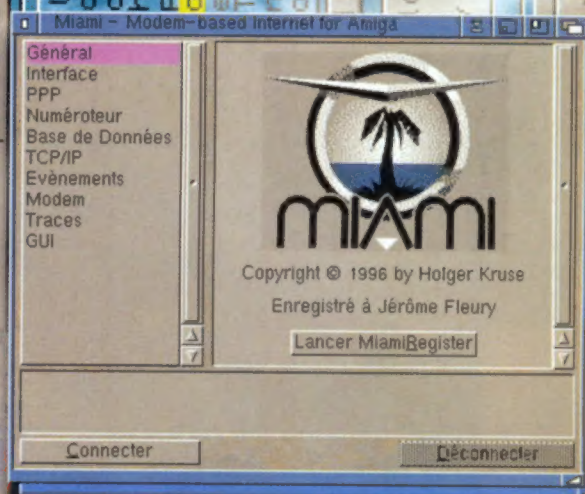 Miami - Modem-based Internet for Amiga
Général
Interface
PPP
Numéroteur
Base de Données
TCP/IP
Evènements
Modem
Traces
GUI
MIAMI
Copyright © 1996 by Holger Kruse
Enregistré à Jérôme Fleury
Lancer MiamiRegister
Connecter
Déconnecter